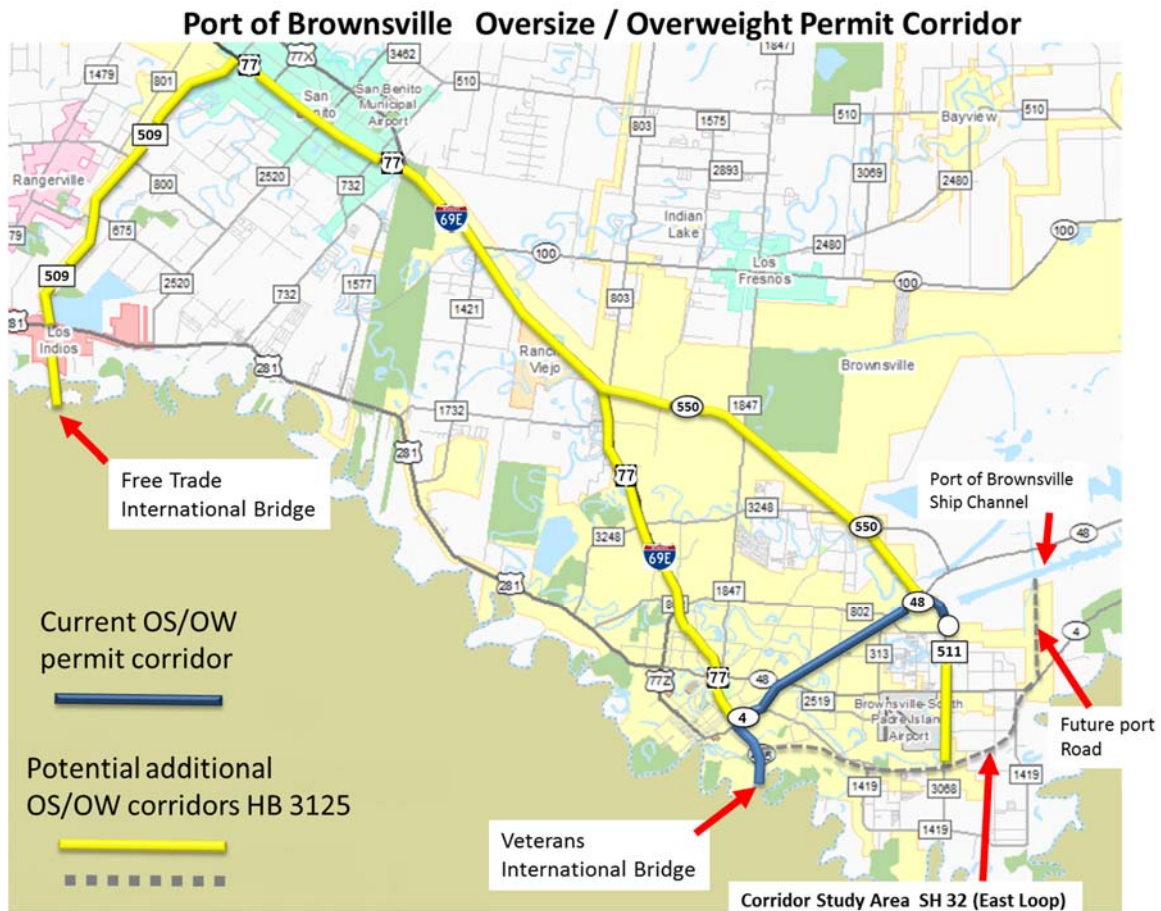 Port of Brownsville Oversize / Overweight Permit Corridor
77
77X
3462
1847
1479
801
510
San
Benito
San Benito
Municipal
Airport
803
1575
510
Bayview
510
509
77
2893
3069
2480
Rangerville
800
2520
732
69E
Indian
Lake
2480
79
675
100
Los
Fresnos
100
100
509
2520
732
1577
1421
803
281
Los
Indios
281
Brownsville
1732
550
1847
281
Free Trade
International Bridge
77
3248
Port of Brownsville
Ship Channel
3248
550
48
69E
281
1847
802
48
4
Current OS/OW
permit corridor
313
511
77Z
77
48
2519
Brownsville-South
Padre Island
Airport
4
Future port
Road
Potential additional
OS/OW corridors HB 3125
1419
3068
1419
1419
Veterans
International Bridge
Corridor Study Area SH 32 (East Loop)